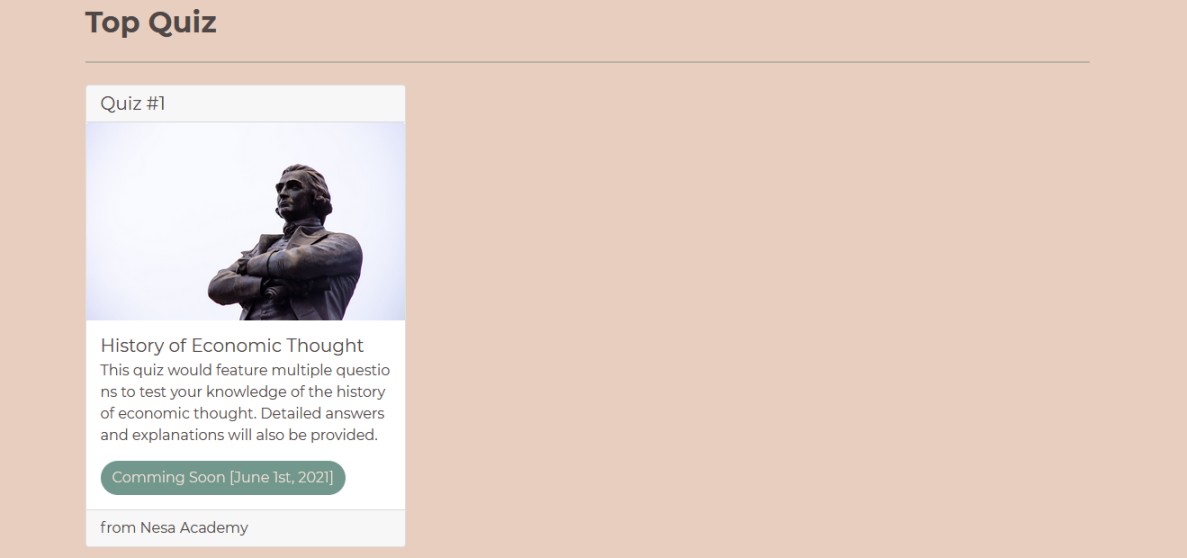 Top Quiz
Quiz #1
History of Economic Thought
This quiz would feature multiple questio
ns to test your knowledge of the history
of economic thought. Detailed answers
and explanations will also be provided.
Comming Soon [June 1st, 2021]
from Nesa Academy